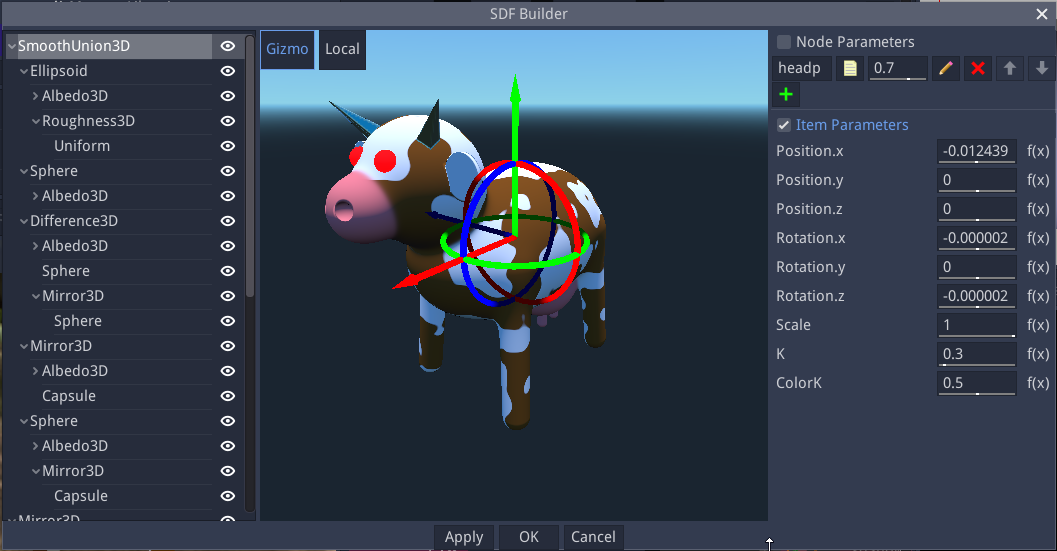 SDF Builder
SmoothUnion3D
Ellipsoid
Albedo3D
Roughness3D
Uniform
Sphere
Albedo3D
Difference3D
Albedo3D
Sphere
Mirror3D
Sphere
Mirror3D
Albedo3D
Capsule
Sphere
Albedo3D
Mirror3D
Capsule
Mirror3D
Gizmo Local
Node Parameters
headp 0.7
Item Parameters
Position.x -0.012439 f(x)
Position.y 0 f(x)
Position.z 0 f(x)
Rotation.x -0.000002 f(x)
Rotation.y 0 f(x)
Rotation.z -0.000002 f(x)
Scale 1 f(x)
K 0.3 f(x)
ColorK 0.5 f(x)
Apply OK Cancel